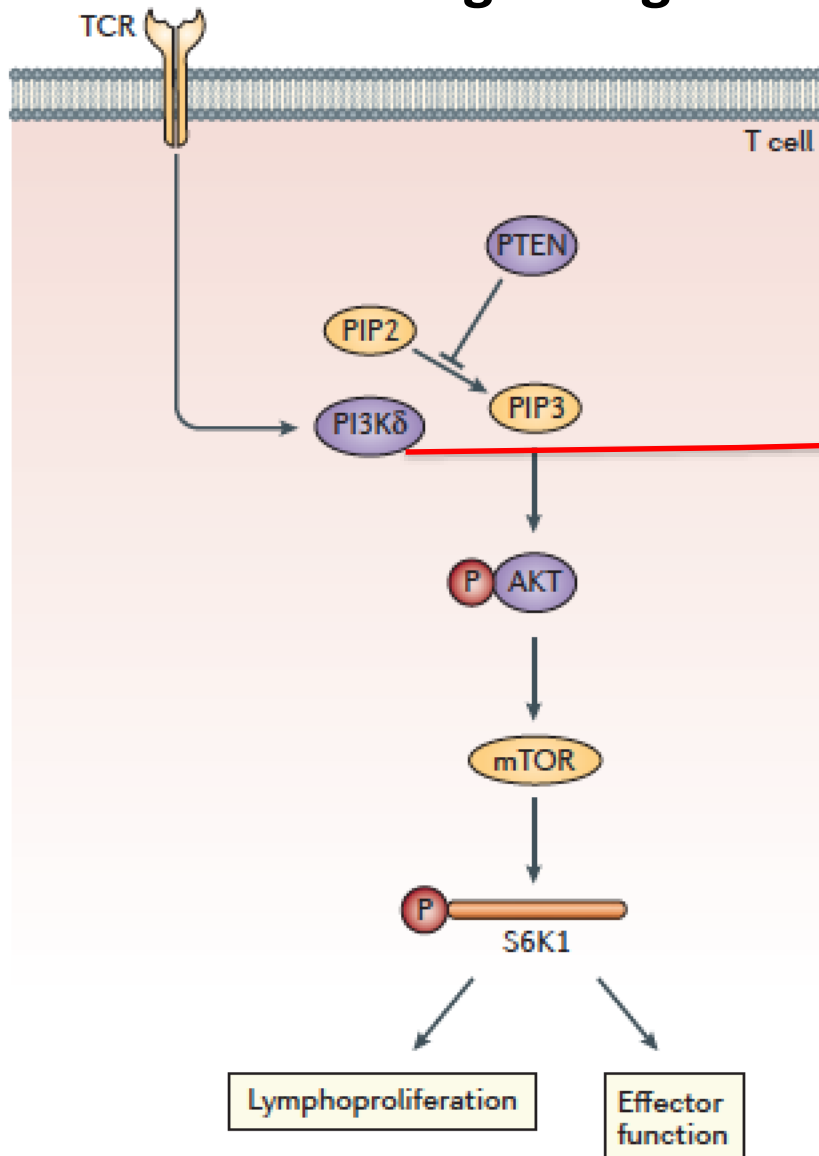 TCR
T cell
PTEN
PIP2
PIP3
PI3Kδ
P
AKT
mTOR
P
S6K1
Lymphoproliferation
Effector
function